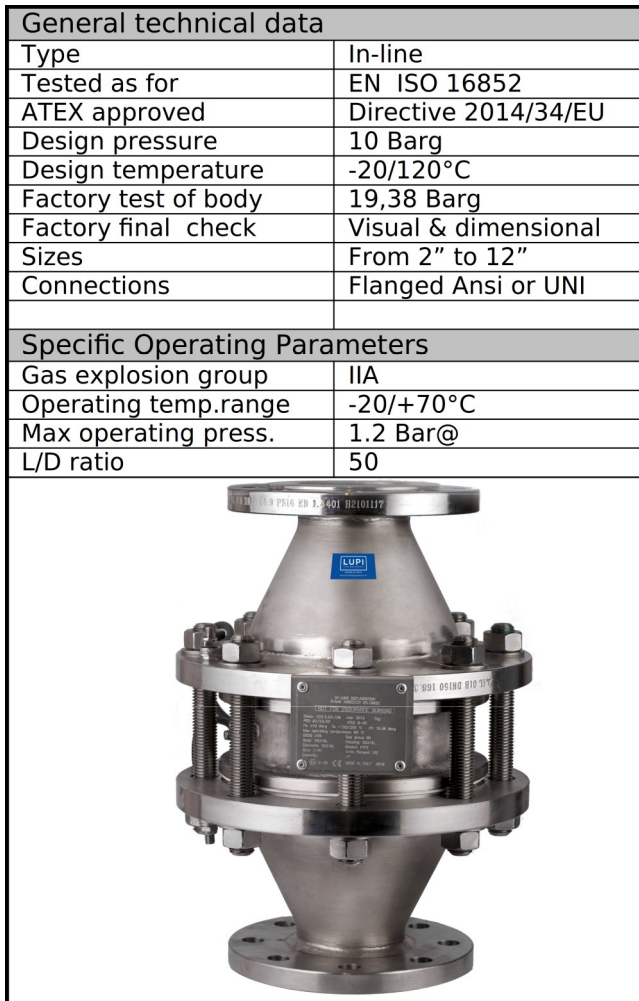 General technical data
Type In-line
Tested as for EN ISO 16852
ATEX approved Directive 2014/34/EU
Design pressure 10 Barg
Design temperature -20/120°C
Factory test of body 19,38 Barg
Factory final check Visual & dimensional
Sizes From 2” to 12”
Connections Flanged Ansi or UNI
Specific Operating Parameters
Gas explosion group IIA
Operating temp.range -20/+70°C
Max operating press. 1.2 Bar@
L/D ratio 50
PN16 H2101117
LUPI
DN150 168.3